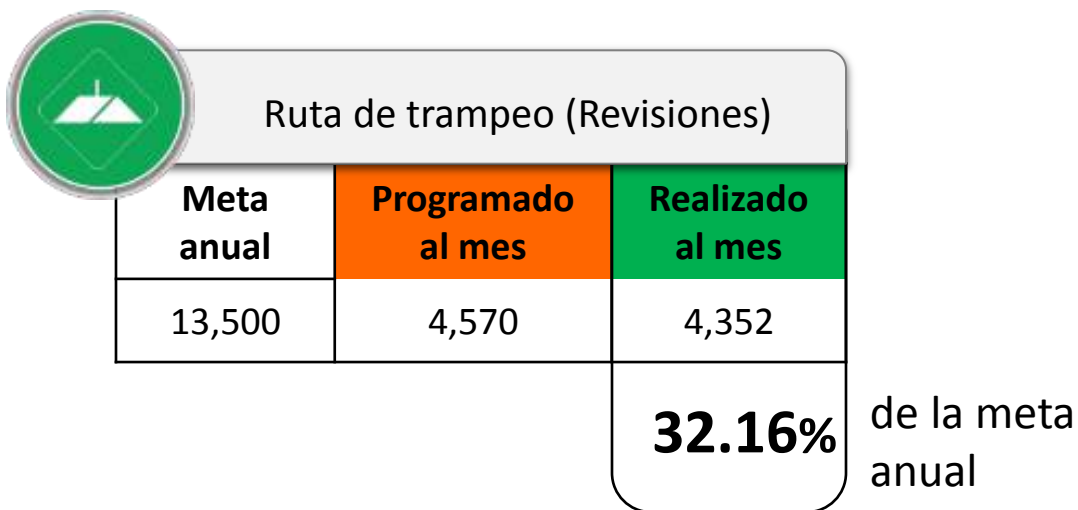 Ruta de trampeo (Revisiones)
Meta anual
Programado al mes
Realizado al mes
13,500
4,570
4,352
32.16%
de la meta
anual